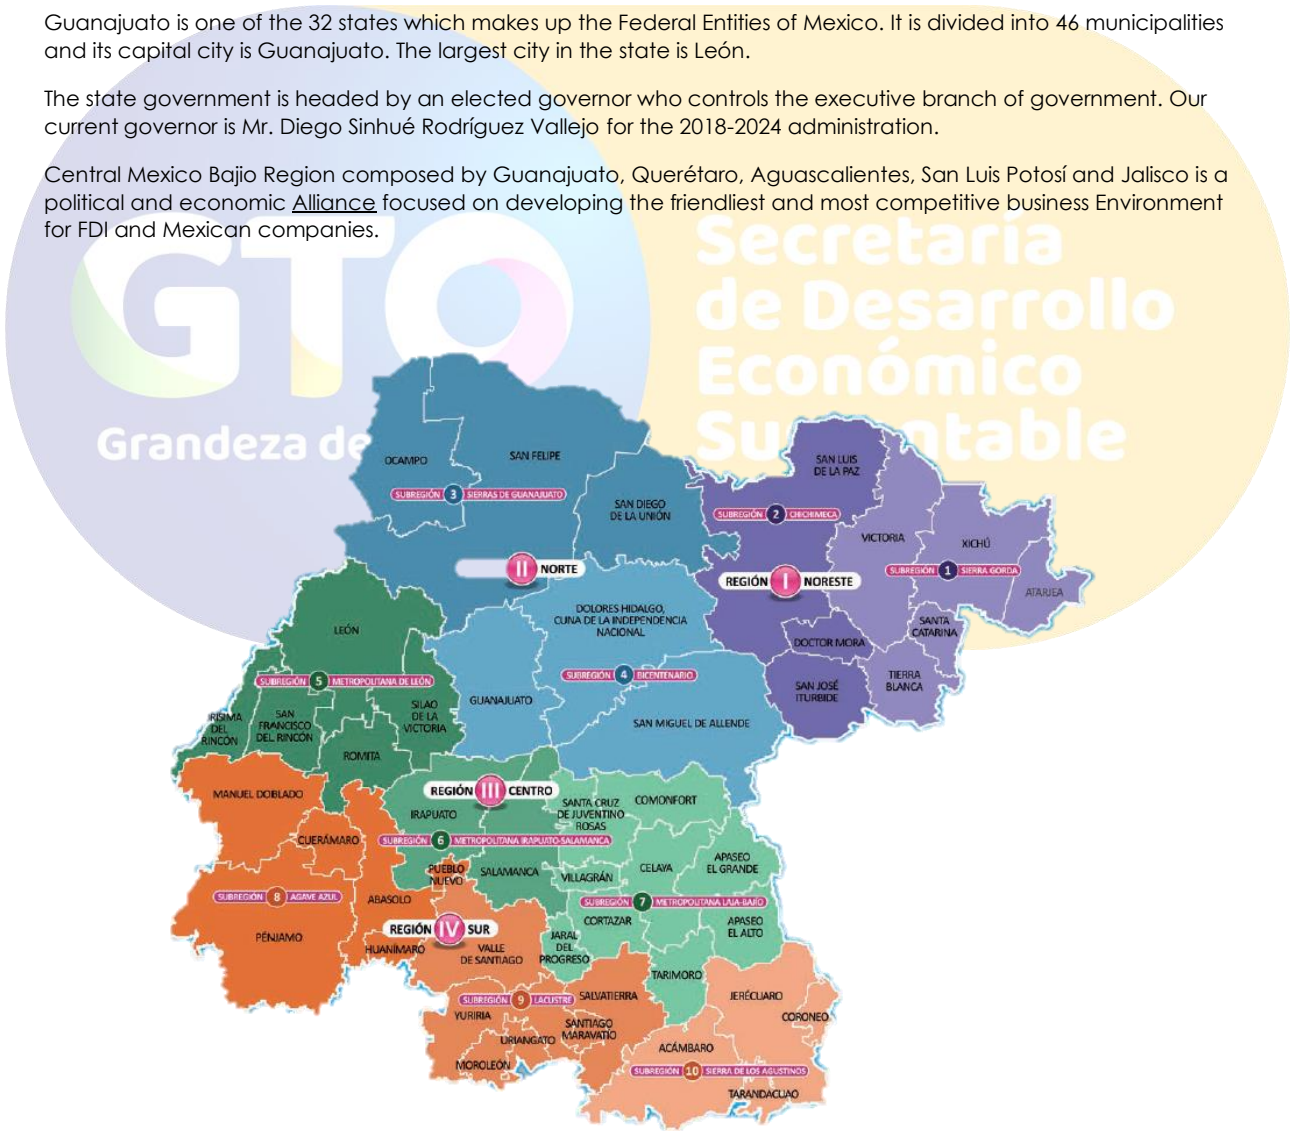 Guanajuato is one of the 32 states which makes up the Federal Entities of Mexico. It is divided into 46 municipalities
and its capital city is Guanajuato. The largest city in the state is León.
The state government is headed by an elected governor who controls the executive branch of government. Our
current governor is Mr. Diego Sinhué Rodríguez Vallejo for the 2018-2024 administration.
Central Mexico Bajio Region composed by Guanajuato, Querétaro, Aguascalientes, San Luis Potosí and Jalisco is a
political and economic Alliance focused on developing the friendliest and most competitive business Environment
for FDI and Mexican companies.
GTO
Grandeza de
Secretaría
de Desarrollo
Económico
Su ntable
OCAMPO
SAN FELIPE
SUBREGIÓN 3 SIERRAS DE GUANAJUATO
SAN DIEGO
DE LA UNIÓN
SAN LUIS
DE LA PAZ
SUBREGIÓN 2 CHICHIMECA
VICTORIA
XICHÚ
SUBREGIÓN 1 SIERRA GORDA
ATARJEA
II NORTE
REGIÓN I NORESTE
DOLORES HIDALGO,
CUNA DE LA INDEPENDENCIA
NACIONAL
SANTA
CATARINA
DOCTOR MORA
LEÓN
SUBREGIÓN 4 BICENTENARIO
SUBREGIÓN 5 METROPOLITANA DE LEÓN
TIERRA
BLANCA
SAN JOSÉ
ITURBIDE
GUANAJUATO
SAN MIGUEL DE ALLENDE
SILAO
DE LA
VICTORIA
RÍSIMA
DEL
RINCÓN
SAN
FRANCISCO
DEL RINCÓN
ROMITA
REGIÓN III CENTRO
MANUEL DOBLADO
IRAPUATO
SANTA CRUZ
DE JUVENTINO
ROSAS
COMONFORT
CUERÁMARO
SUBREGIÓN 6 METROPOLITANA IRAPUATO-SALAMANCA
PUEBLO
NUEVO
SALAMANCA
VILLAGRÁN
CELAYA
APASEO
EL GRANDE
SUBREGIÓN 8 AGAVE AZUL
ABASOLO
SUBREGIÓN 7 METROPOLITANA LAJA-BAJÍO
REGIÓN IV SUR
CORTAZAR
APASEO
EL ALTO
PÉNJAMO
HUANÍMARO
VALLE
DE SANTIAGO
JARAL
DEL
PROGRESO
TARIMORO
SUBREGIÓN 9 LACUSTRE
SALVATIERRA
JERÉCUARO
YURIRIA
CORONEO
SANTIAGO
MARAVATÍO
URIANGATO
ACÁMBARO
MOROLEÓN
SUBREGIÓN 10 SIERRA DE LOS AGUSTINOS
TARANDACUAO